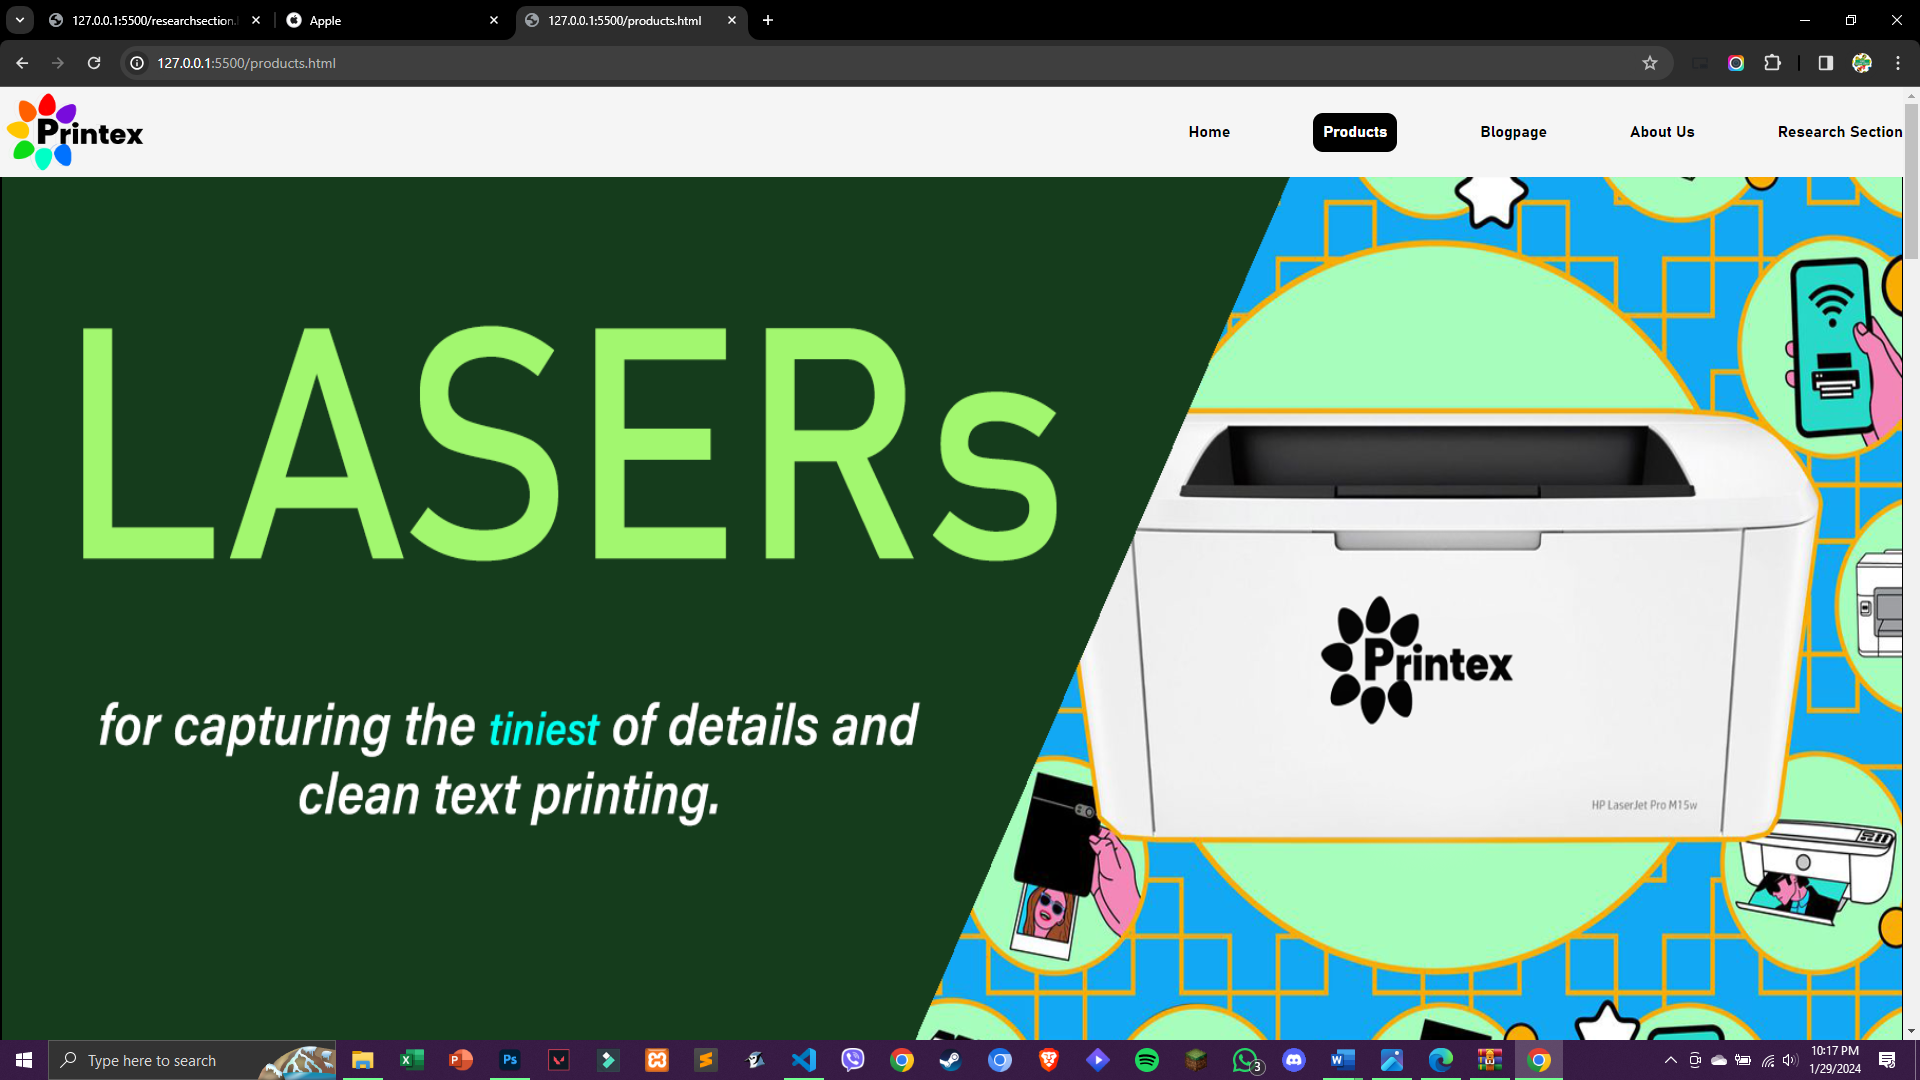 127.0.0.1:5500/researchsection.
Apple
127.0.0.1:5500/products.html
127.0.0.1:5500/products.html
Printex
Home
Products
Blogpage
About Us
Research Section
LASERs
for capturing the tiniest of details and
clean text printing.
Printex
HP LaserJet Pro M15w
Type here to search
Ps
3
10:17 PM
1/29/2024